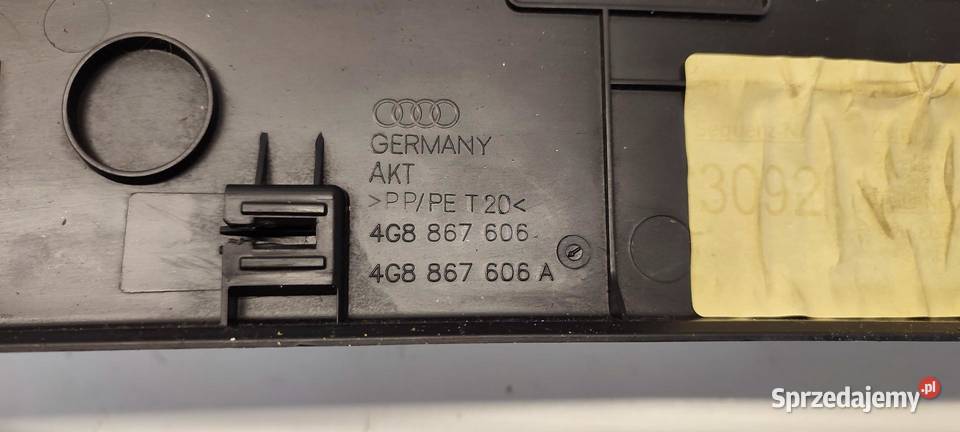 GERMANY
AKT
>PP/PE T20<
4G8 867 606
4G8 867 606 A
3092
Sprzedajemy.pl